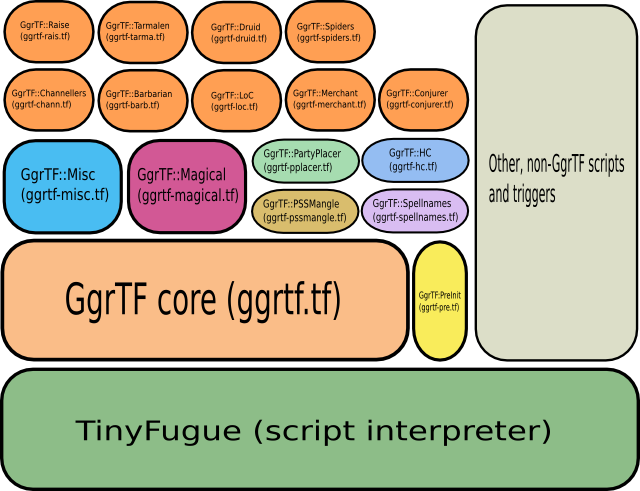 GgrTF::Raise
(ggrtf-rais.tf)
GgrTF::Tarmalen
(ggrtf-tarma.tf)
GgrTF::Druid
(ggrtf-druid.tf)
GgrTF::Spiders
(ggrtf-spiders.tf)
GgrTF::Channellers
(ggrtf-chann.tf)
GgrTF::Barbarian
(ggrtf-barb.tf)
GgrTF::LoC
(ggrtf-loc.tf)
GgrTF::Merchant
(ggrtf-merchant.tf)
GgrTF::Conjurer
(ggrtf-conjurer.tf)
GgrTF::Misc
(ggrtf-misc.tf)
GgrTF::Magical
(ggrtf-magical.tf)
GgrTF::PartyPlacer
(ggrtf-pplacer.tf)
GgrTF::HC
(ggrtf-hc.tf)
GgrTF::PSSMangle
(ggrtf-pssmangle.tf)
GgrTF::Spellnames
(ggrtf-spellnames.tf)
Other, non-GgrTF scripts
and triggers
GgrTF core (ggrtf.tf)
GgrTF:PreInit
(ggrtf-pre.tf)
TinyFugue (script interpreter)